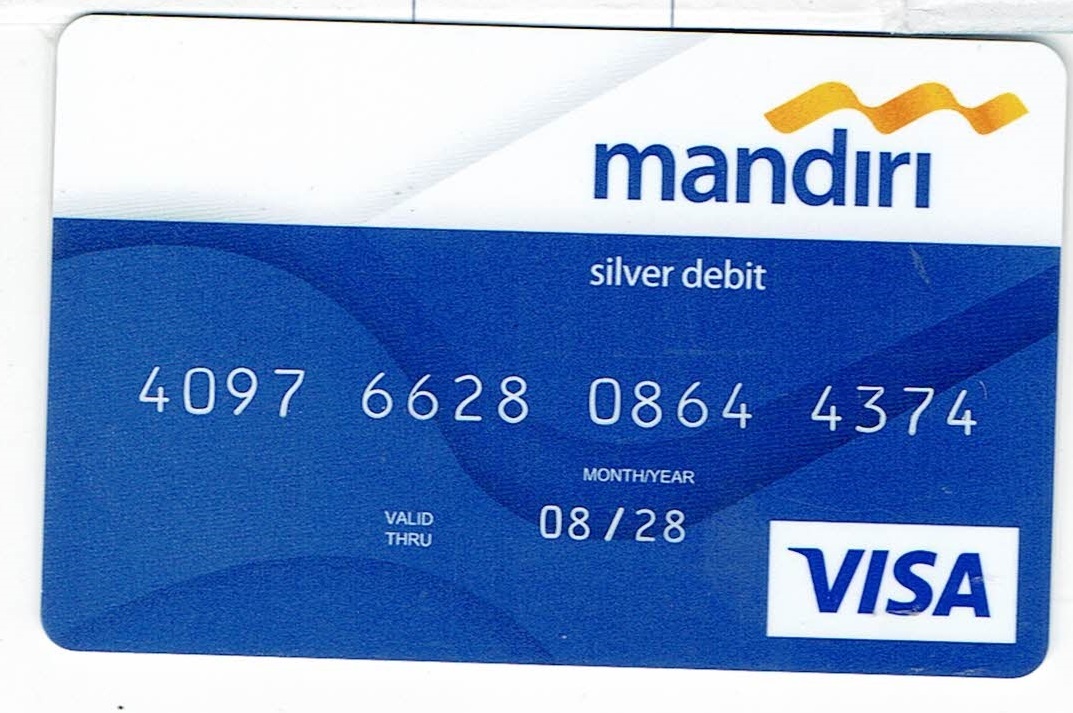 mandiri
silver debit
4097 6628 0864 4374
MONTH/YEAR
VALID THRU 08/28
VISA